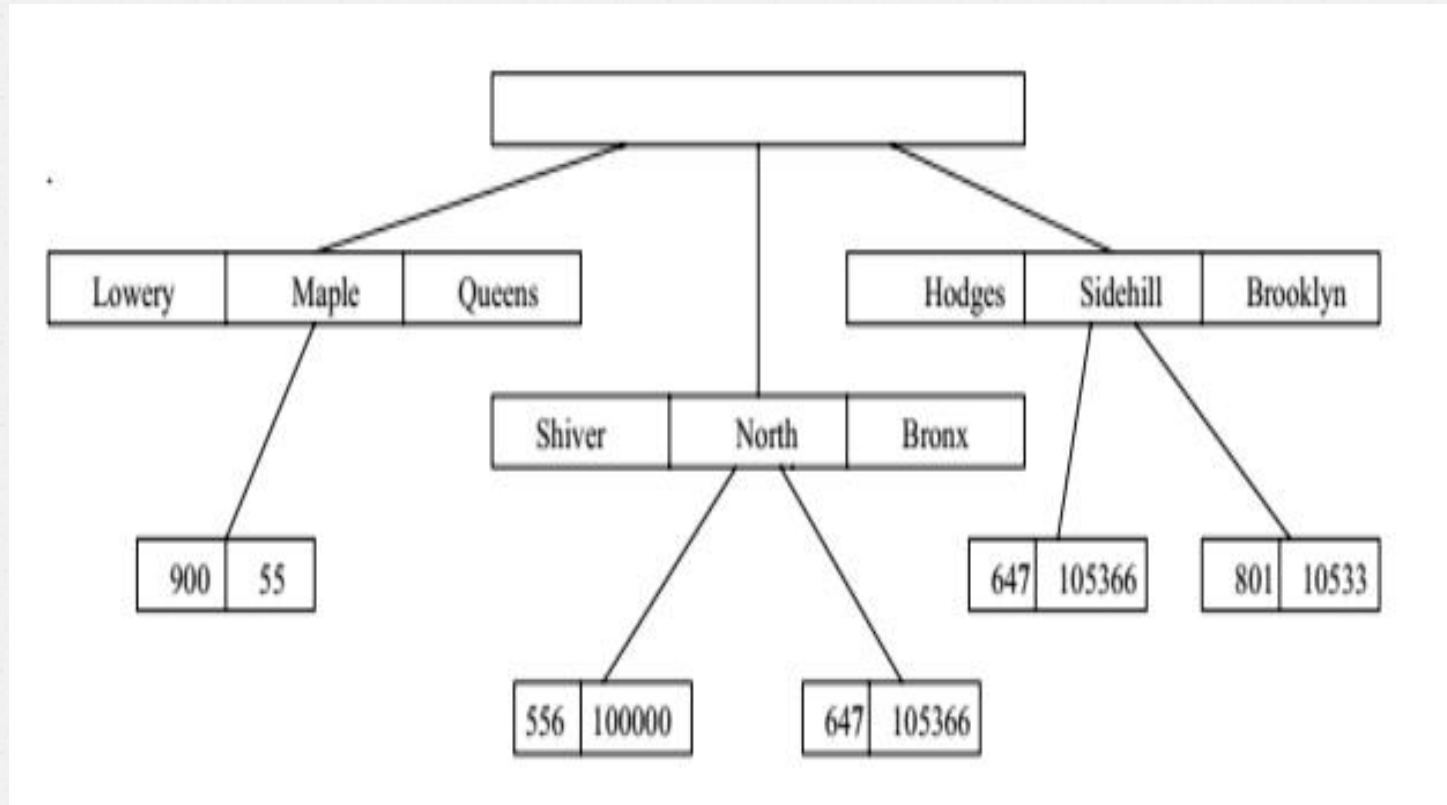 Lowery Maple Queens
Hodges Sidehill Brooklyn
Shiver North Bronx
900 55
647 105366
801 10533
556 100000
647 105366